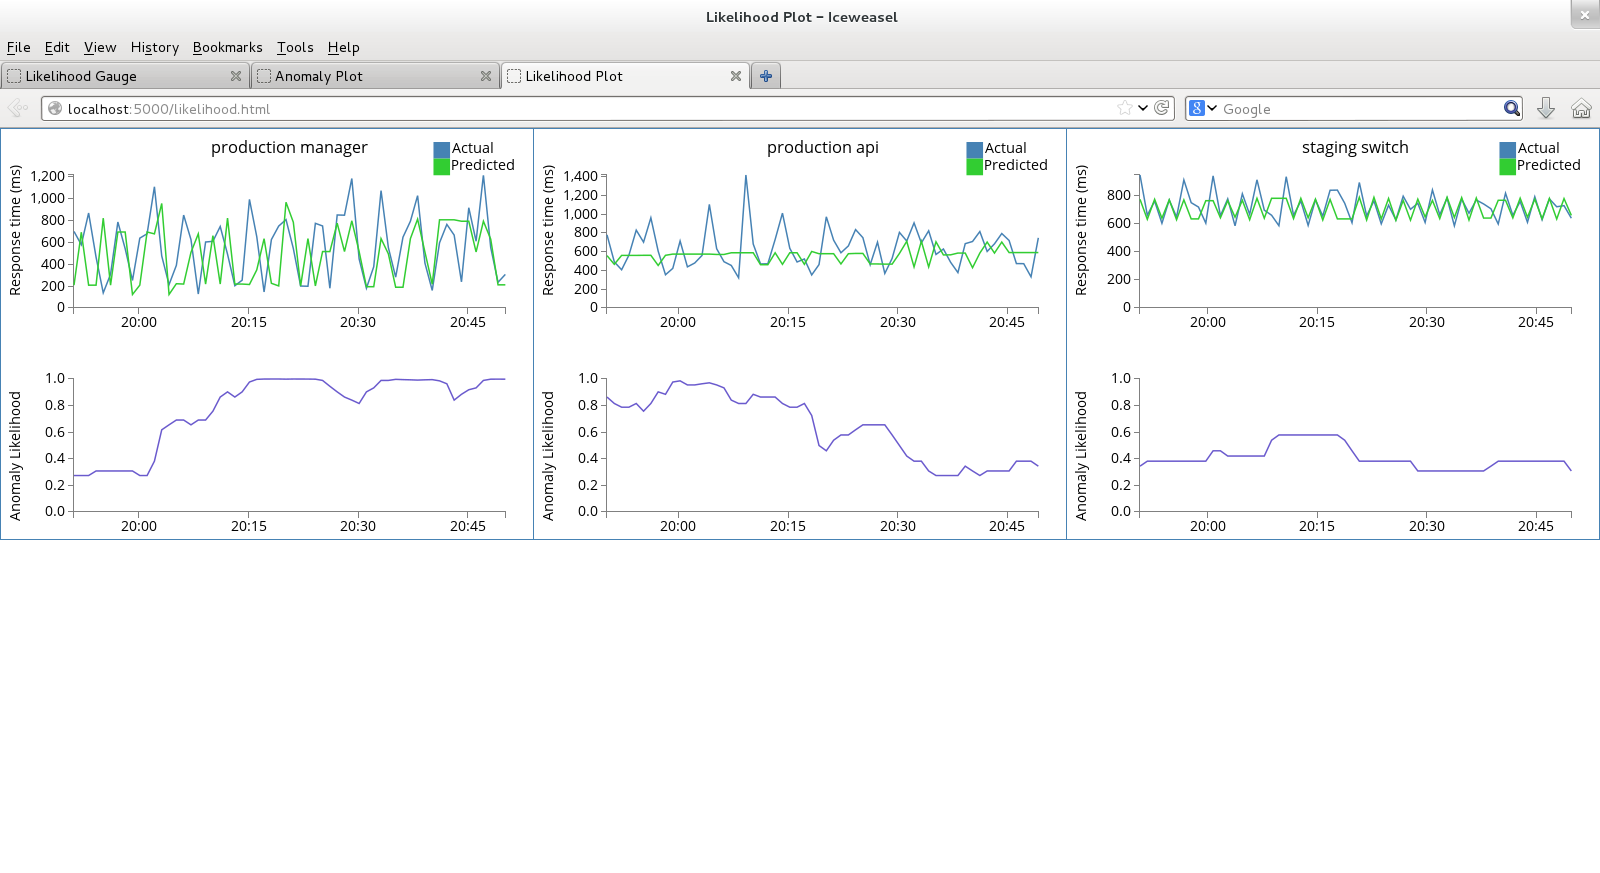 Likelihood Plot – Iceweasel
File Edit View History Bookmarks Tools Help
Likelihood Gauge
Anomaly Plot
Likelihood Plot
localhost:5000/likelihood.html
8
Google
production manager
Actual
Predicted
Response time (ms)
1,200
1,000
800
600
400
200
0
20:00 20:15 20:30 20:45
Anomaly Likelihood
1.0
0.8
0.6
0.4
0.2
0.0
20:00 20:15 20:30 20:45
production api
Actual
Predicted
Response time (ms)
1,400
1,200
1,000
800
600
400
200
0
20:00 20:15 20:30 20:45
Anomaly Likelihood
1.0
0.8
0.6
0.4
0.2
0.0
20:00 20:15 20:30 20:45
staging switch
Actual
Predicted
Response time (ms)
800
600
400
200
0
20:00 20:15 20:30 20:45
Anomaly Likelihood
1.0
0.8
0.6
0.4
0.2
0.0
20:00 20:15 20:30 20:45